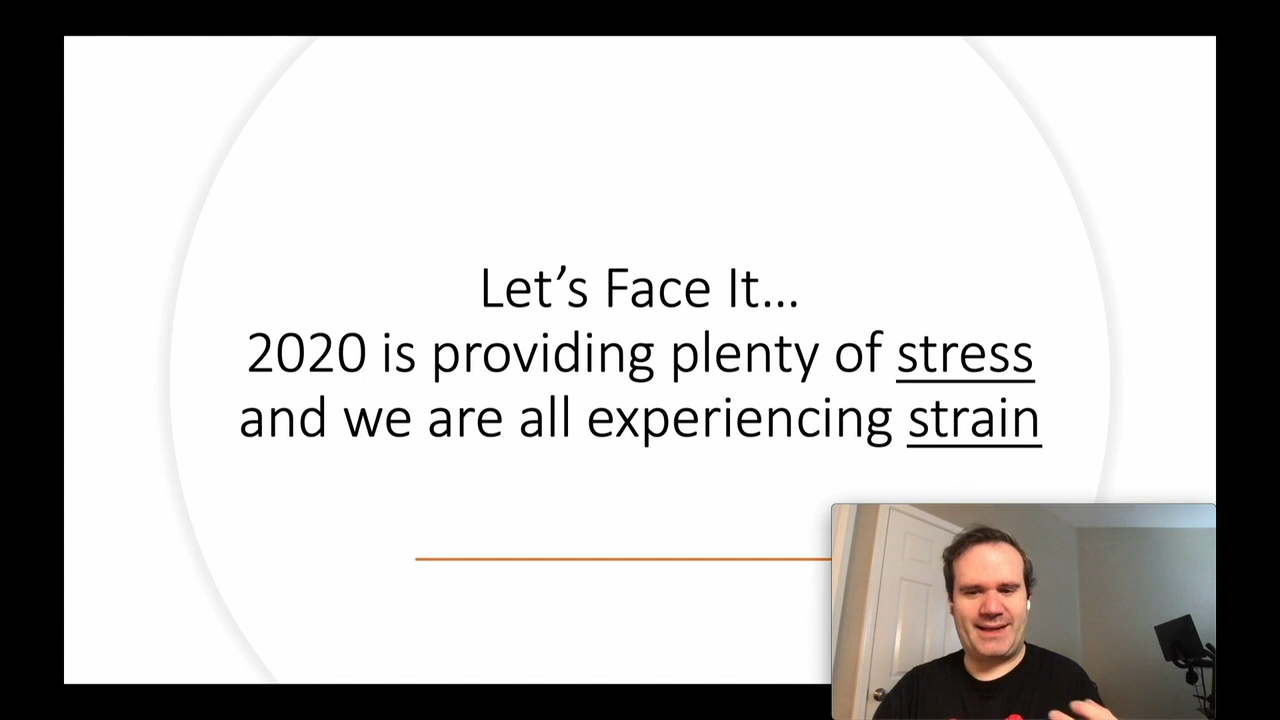 Let’s Face It...
2020 is providing plenty of stress
and we are all experiencing strain